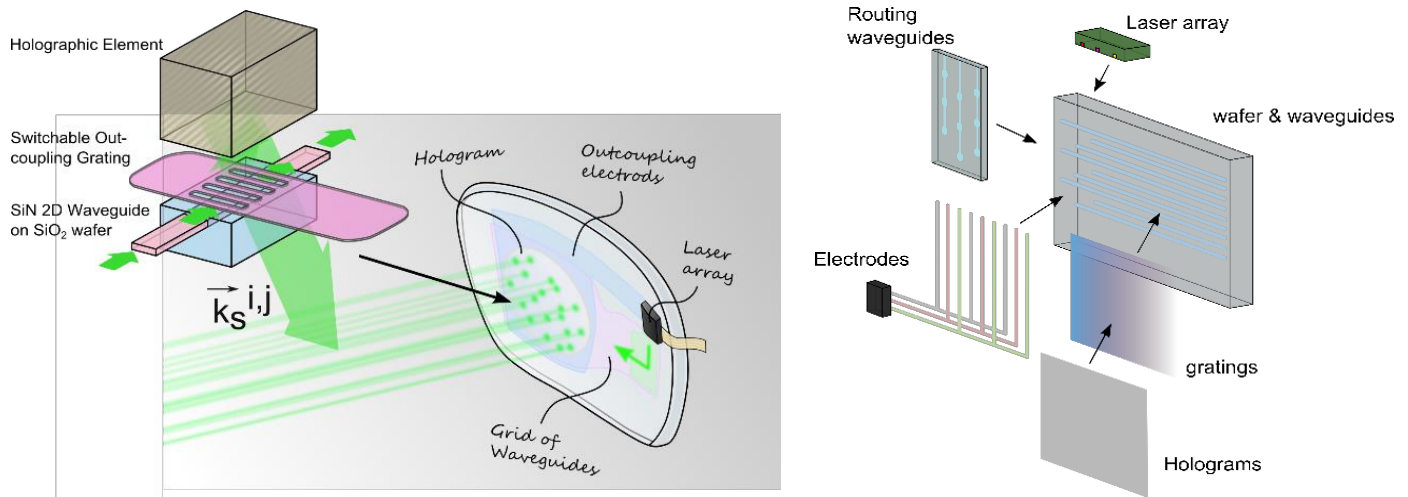 Holographic Element
Switchable Out-
coupling Grating
SiN 2D Waveguide
on SiO₂ wafer
k⃗ₛ^i,j
Hologram
Outcoupling
electrods
Laser
array
Grid of
Waveguides
Routing
waveguides
Laser array
wafer & waveguides
Electrodes
gratings
Holograms